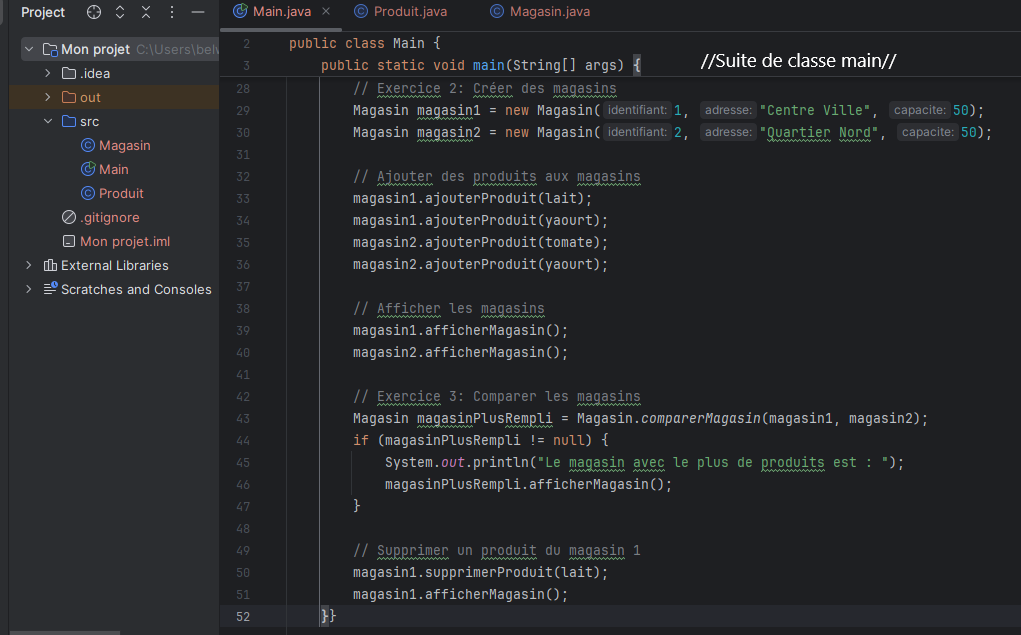 Project
Main.java
Produit.java
Magasin.java
Mon projet C:\Users\belv
.idea
out
src
Magasin
Main
Produit
.gitignore
Mon projet.iml
External Libraries
Scratches and Consoles
2 public class Main {
3 public static void main(String[] args) {
//Suite de classe main//
28 // Exercice 2: Créer des magasins
29 Magasin magasin1 = new Magasin( identifiant: 1, adresse: "Centre Ville", capacite: 50);
30 Magasin magasin2 = new Magasin( identifiant: 2, adresse: "Quartier Nord", capacite: 50);
31
32 // Ajouter des produits aux magasins
33 magasin1.ajouterProduit(lait);
34 magasin1.ajouterProduit(yaourt);
35 magasin2.ajouterProduit(tomate);
36 magasin2.ajouterProduit(yaourt);
37
38 // Afficher les magasins
39 magasin1.afficherMagasin();
40 magasin2.afficherMagasin();
41
42 // Exercice 3: Comparer les magasins
43 Magasin magasinPlusRempli = Magasin.comparerMagasin(magasin1, magasin2);
44 if (magasinPlusRempli != null) {
45 System.out.println("Le magasin avec le plus de produits est : ");
46 magasinPlusRempli.afficherMagasin();
47 }
48
49 // Supprimer un produit du magasin 1
50 magasin1.supprimerProduit(lait);
51 magasin1.afficherMagasin();
52 }}